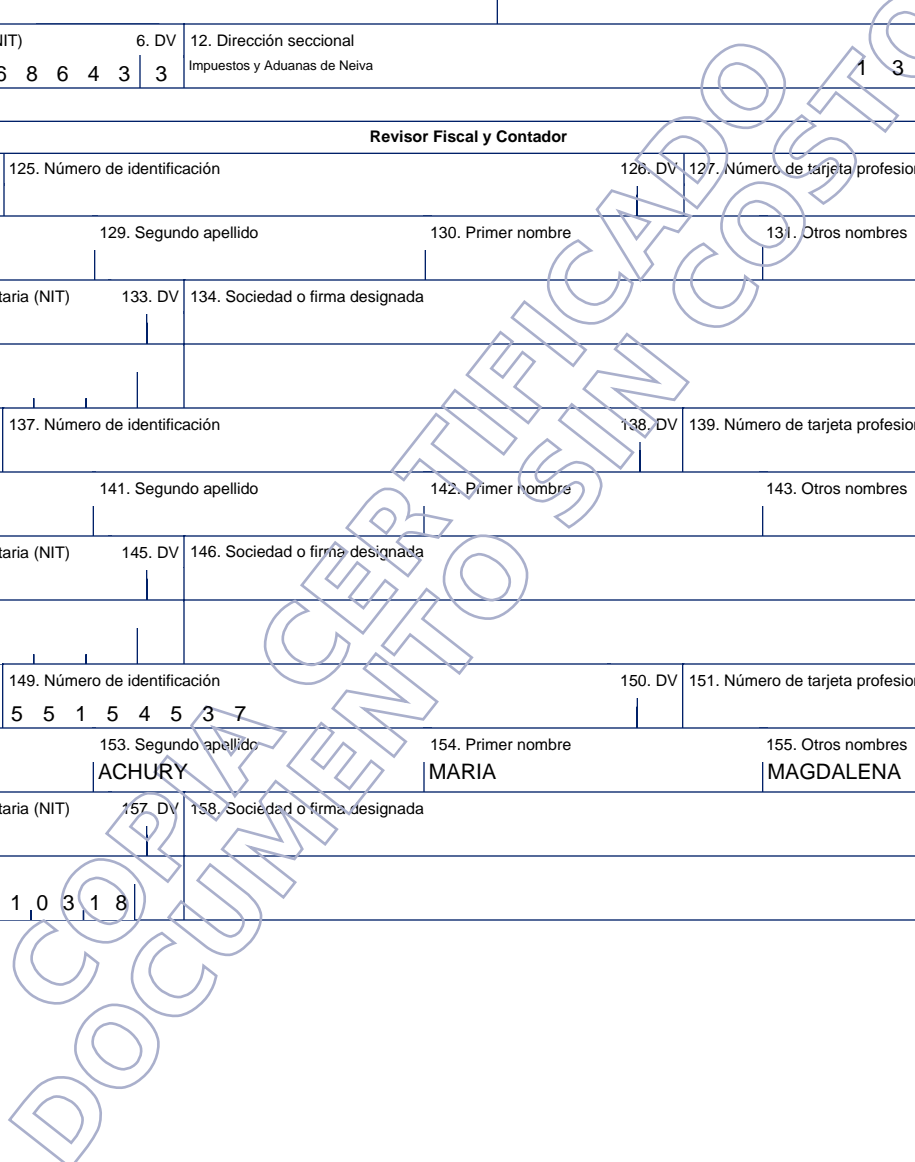 NIT) 6. DV 12. Dirección seccional
6 8 6 4 3 3 Impuestos y Aduanas de Neiva 1 3
Revisor Fiscal y Contador
125. Número de identificación 126. DV 127. Número de tarjeta profesion
129. Segundo apellido 130. Primer nombre 131. Otros nombres
taria (NIT) 133. DV 134. Sociedad o firma designada
137. Número de identificación 138. DV 139. Número de tarjeta profesion
141. Segundo apellido 142. Primer nombre 143. Otros nombres
taria (NIT) 145. DV 146. Sociedad o firma designada
149. Número de identificación 150. DV 151. Número de tarjeta profesion
5 5 1 5 4 5 3 7
153. Segundo apellido 154. Primer nombre 155. Otros nombres
ACHURY MARIA MAGDALENA
taria (NIT) 157. DV 158. Sociedad o firma designada
1 0 3 1 8
COPIA CERTIFICADO
DOCUMENTO SIN COSTO